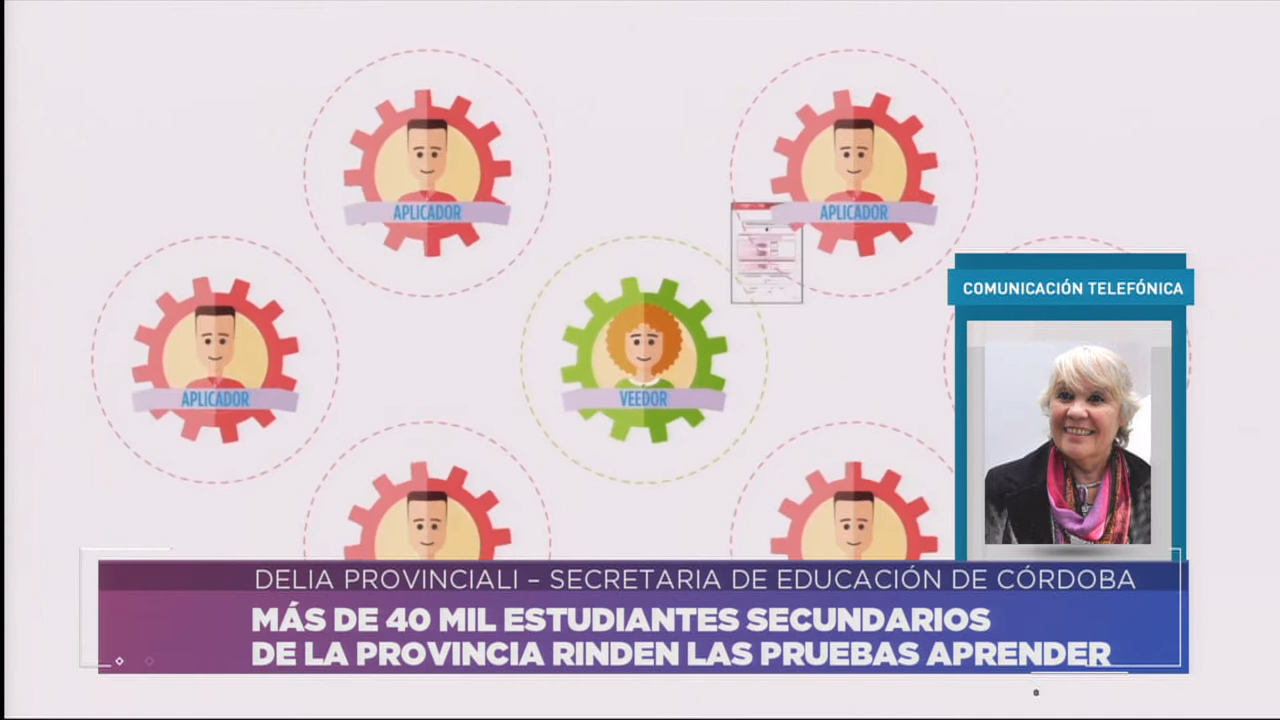 APLICADOR
APLICADOR
APLICADOR
VEEDOR
COMUNICACIÓN TELEFÓNICA
DELIA PROVINCIALI – SECRETARIA DE EDUCACIÓN DE CÓRDOBA
MÁS DE 40 MIL ESTUDIANTES SECUNDARIOS
DE LA PROVINCIA RINDEN LAS PRUEBAS APRENDER